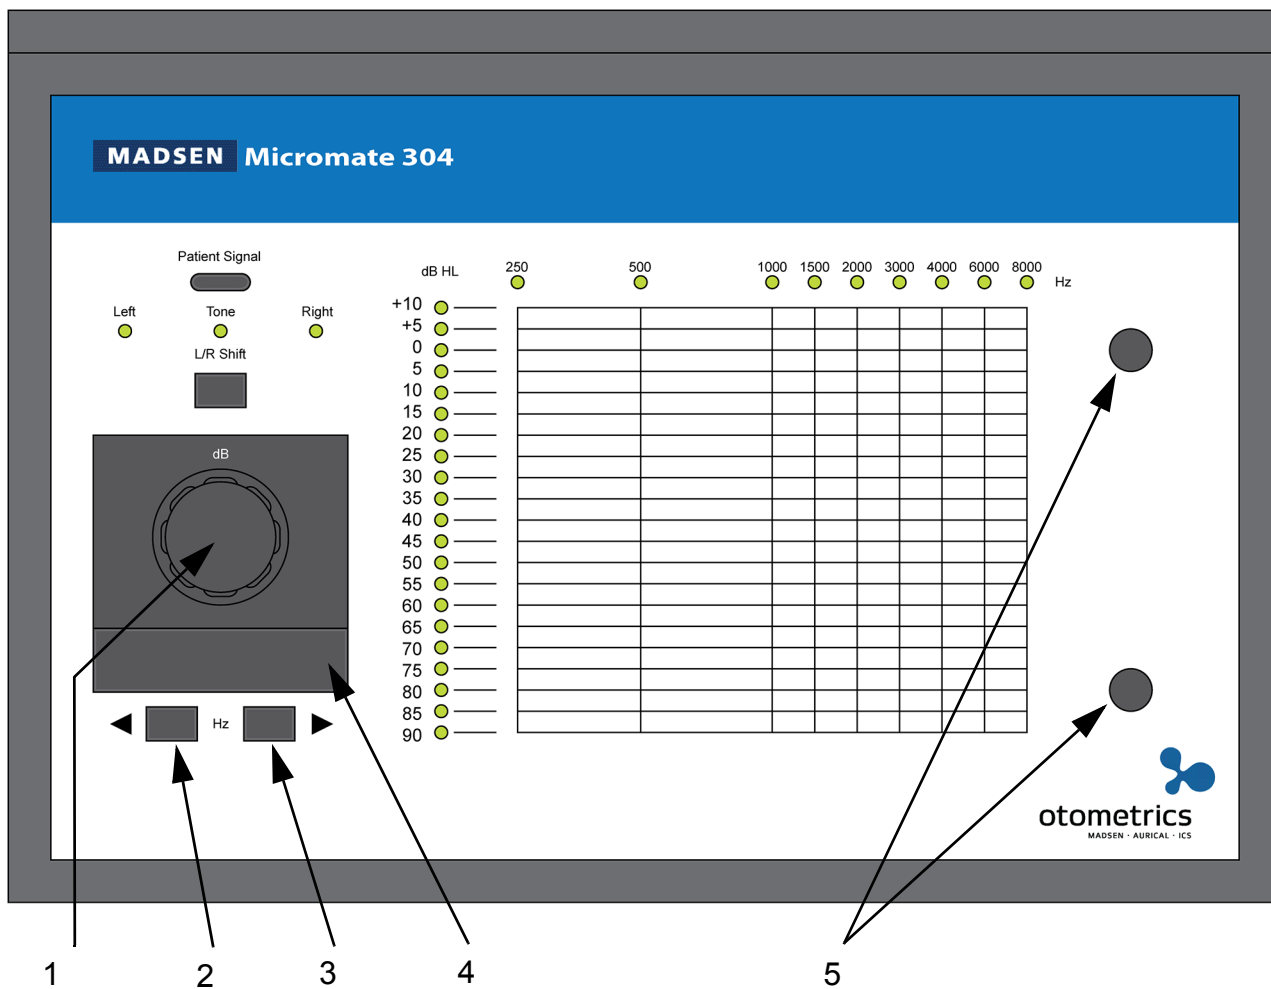 MADSEN Micromate 304
Patient Signal
Left Tone Right
L/R Shift
dB
Hz
dB HL 250 500 1000 1500 2000 3000 4000 6000 8000 Hz
+10
+5
0
5
10
15
20
25
30
35
40
45
50
55
60
65
70
75
80
85
90
otometrics
MADSEN · AURICAL · ICS
1 2 3 4 5